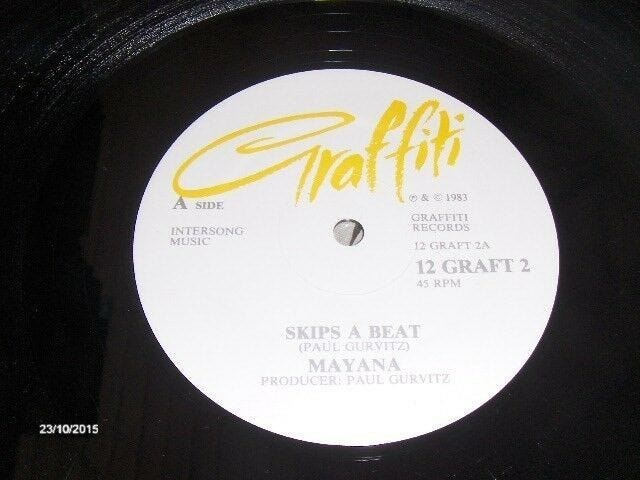 Graffiti
A SIDE
INTERSONG
MUSIC
℗ & © 1983
GRAFFITI
RECORDS
12 GRAFT 2A
12 GRAFT 2
45 RPM
SKIPS A BEAT
(PAUL GURVITZ)
MAYANA
PRODUCER: PAUL GURVITZ
23/10/2015